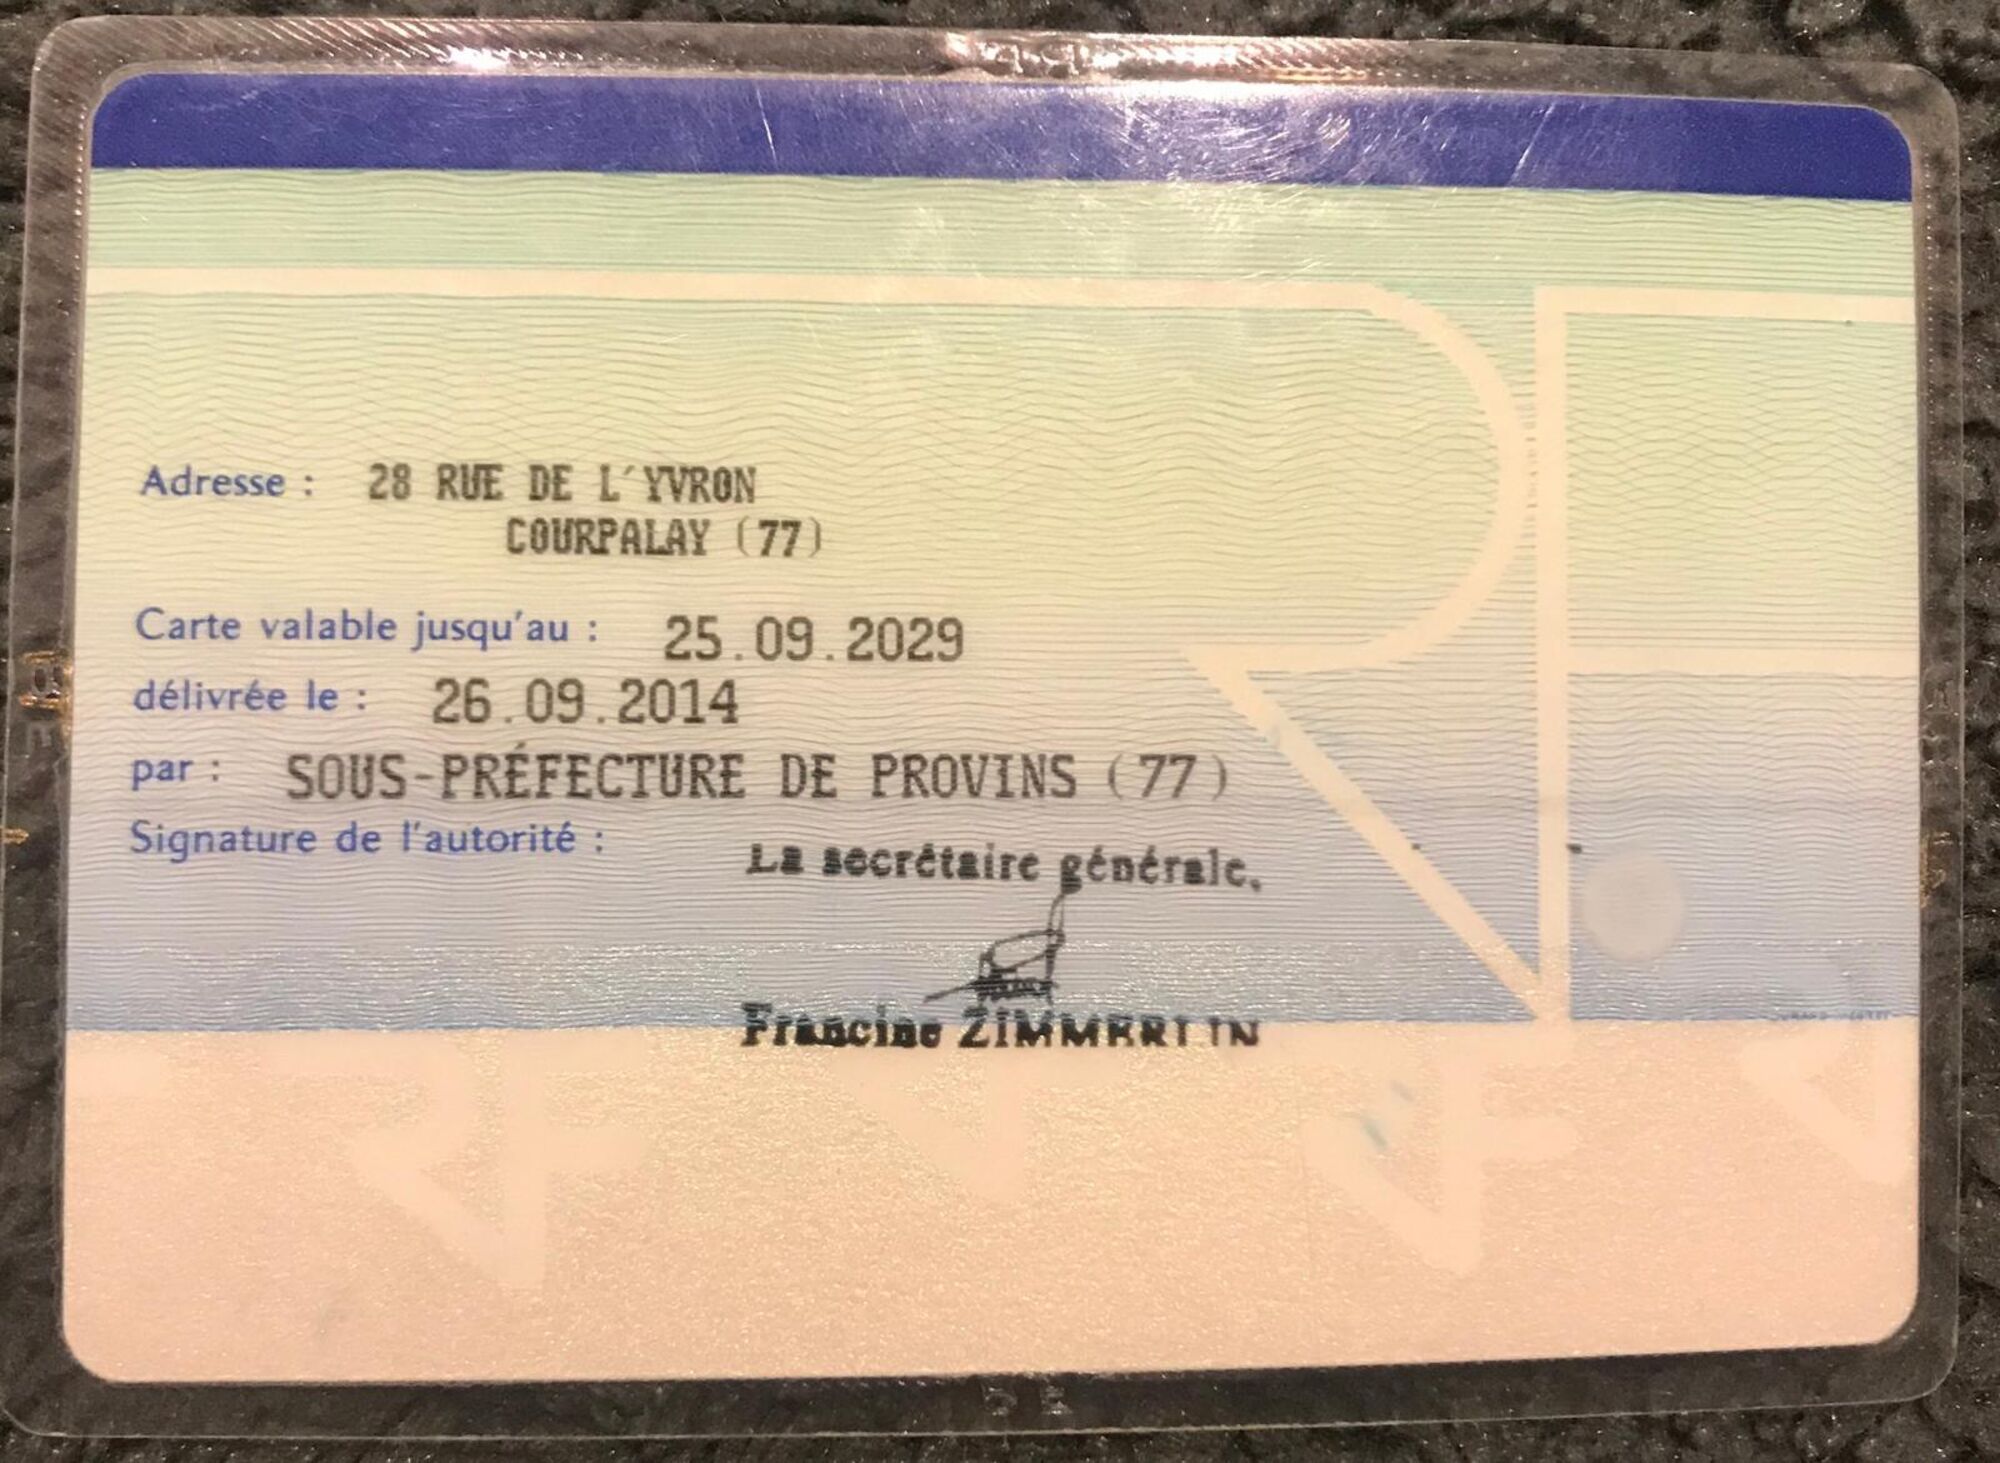 Adresse : 28 RUE DE L'YVRON
COURPALAY (77)
Carte valable jusqu'au : 25.09.2029
délivrée le : 26.09.2014
par : SOUS-PRÉFECTURE DE PROVINS (77)
Signature de l'autorité :
La secrétaire générale,
Francine ZIMMERLIN
RF